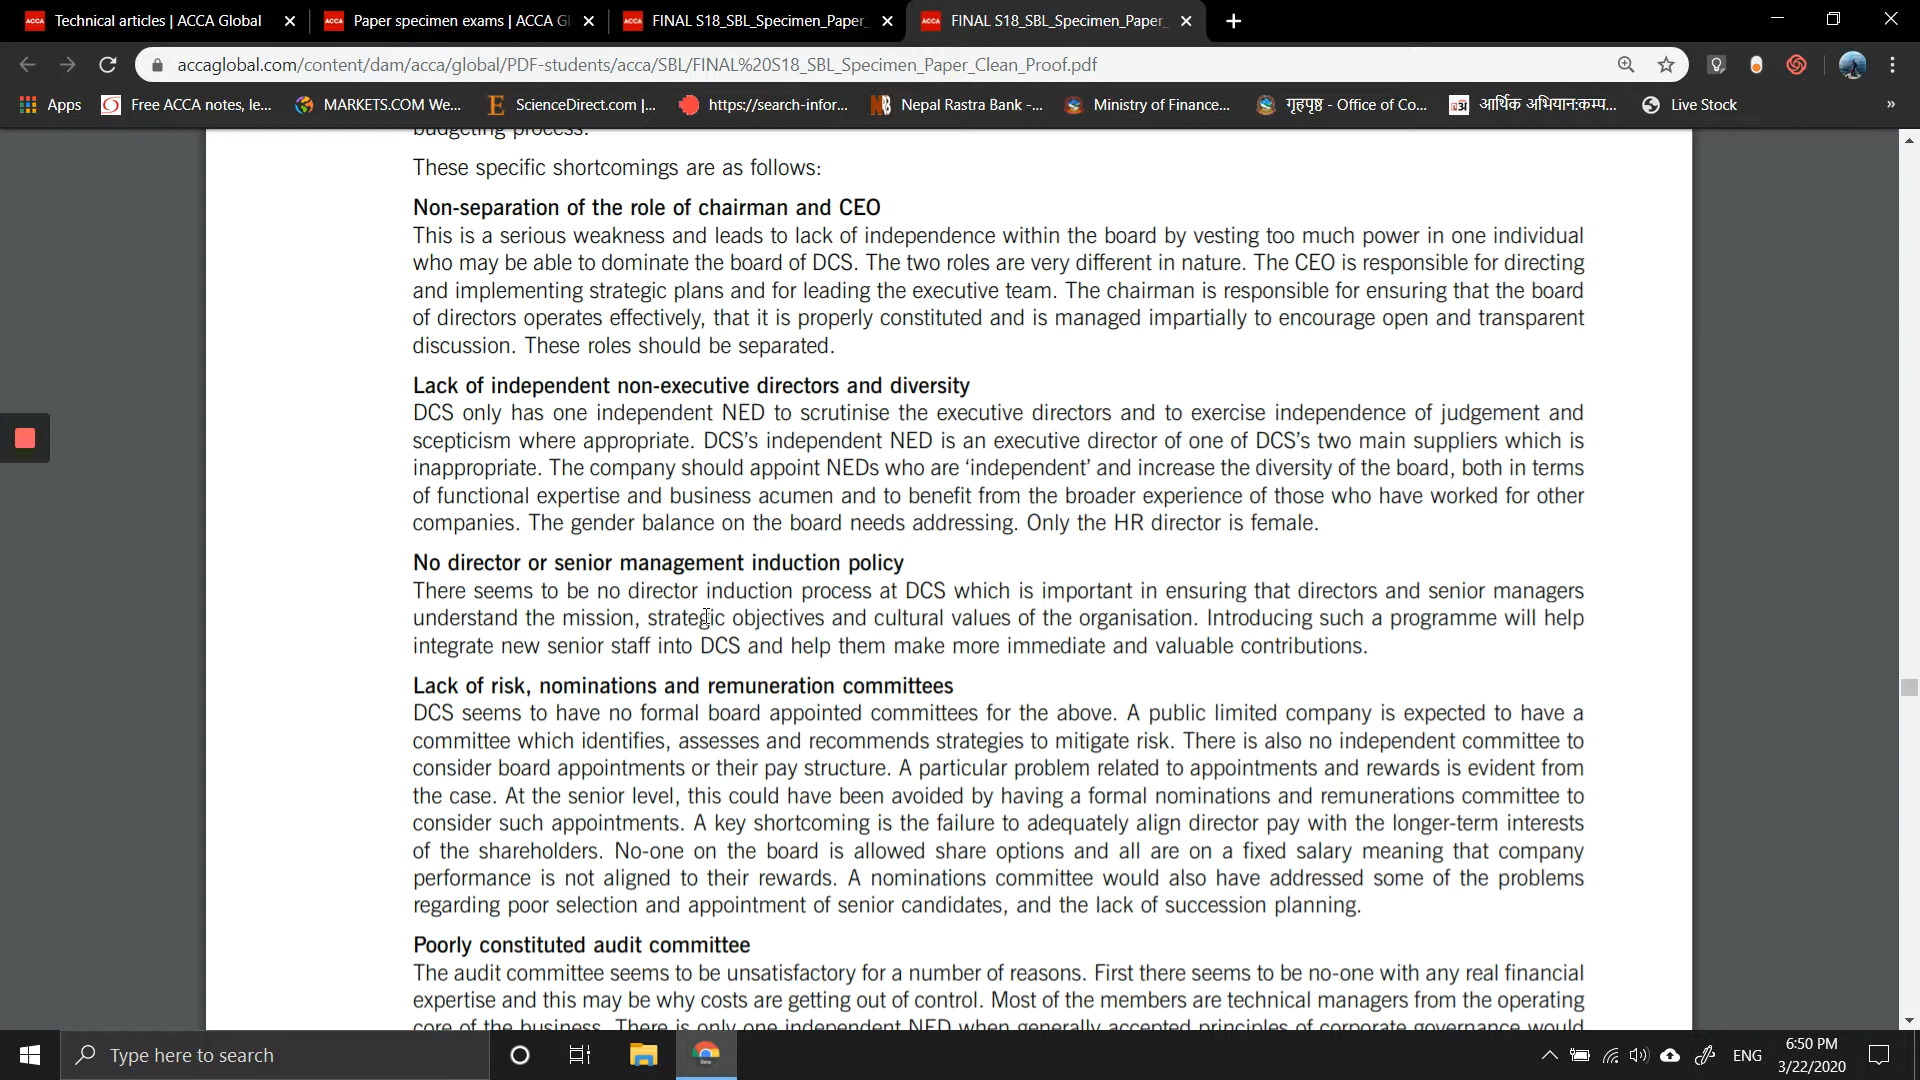 Technical articles | ACCA Global
Paper specimen exams | ACCA Gl
FINAL S18_SBL_Specimen_Paper_
FINAL S18_SBL_Specimen_Paper_
accaglobal.com/content/dam/acca/global/PDF-students/acca/SBL/FINAL%20S18_SBL_Specimen_Paper_Clean_Proof.pdf
Apps
Free ACCA notes, le...
MARKETS.COM We...
ScienceDirect.com |...
https://search-infor...
Nepal Rastra Bank -...
Ministry of Finance...
गृहपृष्ठ - Office of Co...
आर्थिक अभियान:कम्प...
Live Stock
»
budgeting process.
These specific shortcomings are as follows:
Non-separation of the role of chairman and CEO
This is a serious weakness and leads to lack of independence within the board by vesting too much power in one individual
who may be able to dominate the board of DCS. The two roles are very different in nature. The CEO is responsible for directing
and implementing strategic plans and for leading the executive team. The chairman is responsible for ensuring that the board
of directors operates effectively, that it is properly constituted and is managed impartially to encourage open and transparent
discussion. These roles should be separated.
Lack of independent non-executive directors and diversity
DCS only has one independent NED to scrutinise the executive directors and to exercise independence of judgement and
scepticism where appropriate. DCS's independent NED is an executive director of one of DCS's two main suppliers which is
inappropriate. The company should appoint NEDs who are 'independent' and increase the diversity of the board, both in terms
of functional expertise and business acumen and to benefit from the broader experience of those who have worked for other
companies. The gender balance on the board needs addressing. Only the HR director is female.
No director or senior management induction policy
There seems to be no director induction process at DCS which is important in ensuring that directors and senior managers
understand the mission, strategic objectives and cultural values of the organisation. Introducing such a programme will help
integrate new senior staff into DCS and help them make more immediate and valuable contributions.
Lack of risk, nominations and remuneration committees
DCS seems to have no formal board appointed committees for the above. A public limited company is expected to have a
committee which identifies, assesses and recommends strategies to mitigate risk. There is also no independent committee to
consider board appointments or their pay structure. A particular problem related to appointments and rewards is evident from
the case. At the senior level, this could have been avoided by having a formal nominations and remunerations committee to
consider such appointments. A key shortcoming is the failure to adequately align director pay with the longer-term interests
of the shareholders. No-one on the board is allowed share options and all are on a fixed salary meaning that company
performance is not aligned to their rewards. A nominations committee would also have addressed some of the problems
regarding poor selection and appointment of senior candidates, and the lack of succession planning.
Poorly constituted audit committee
The audit committee seems to be unsatisfactory for a number of reasons. First there seems to be no-one with any real financial
expertise and this may be why costs are getting out of control. Most of the members are technical managers from the operating
core of the business. There is only one independent NED when generally accepted principles of corporate governance would
Type here to search
ENG
6:50 PM
3/22/2020